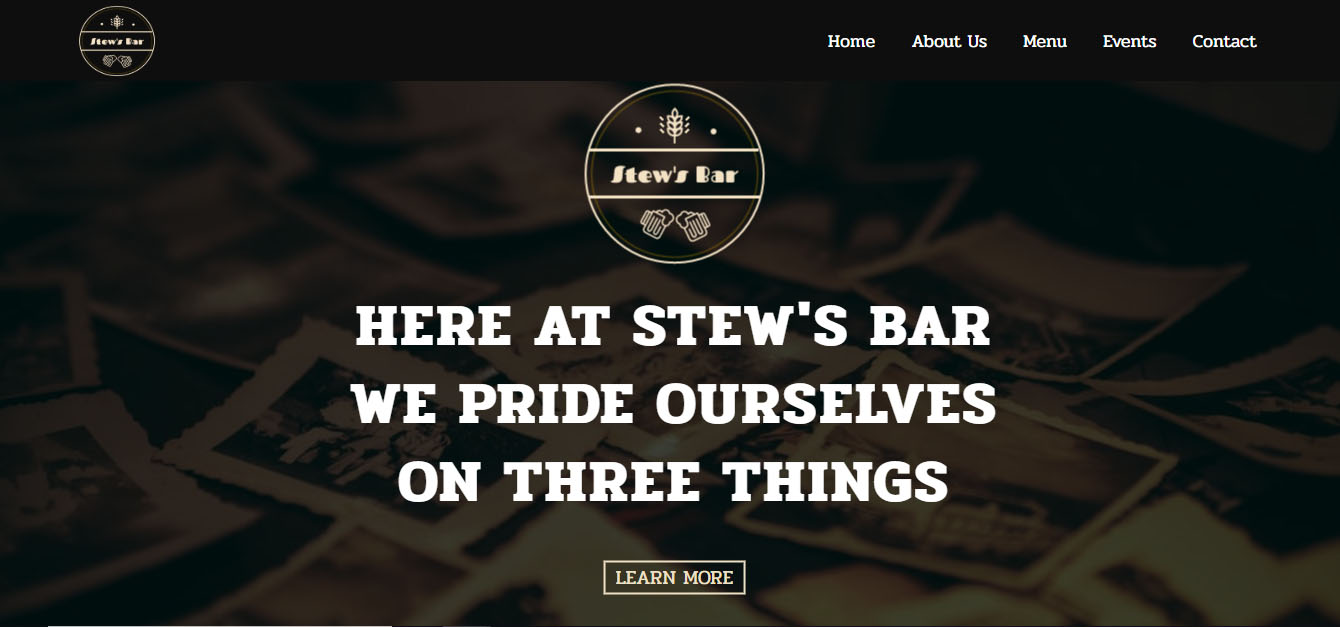 Stew's Bar
Home About Us Menu Events Contact
Stew's Bar
HERE AT STEW'S BAR
WE PRIDE OURSELVES
ON THREE THINGS
LEARN MORE